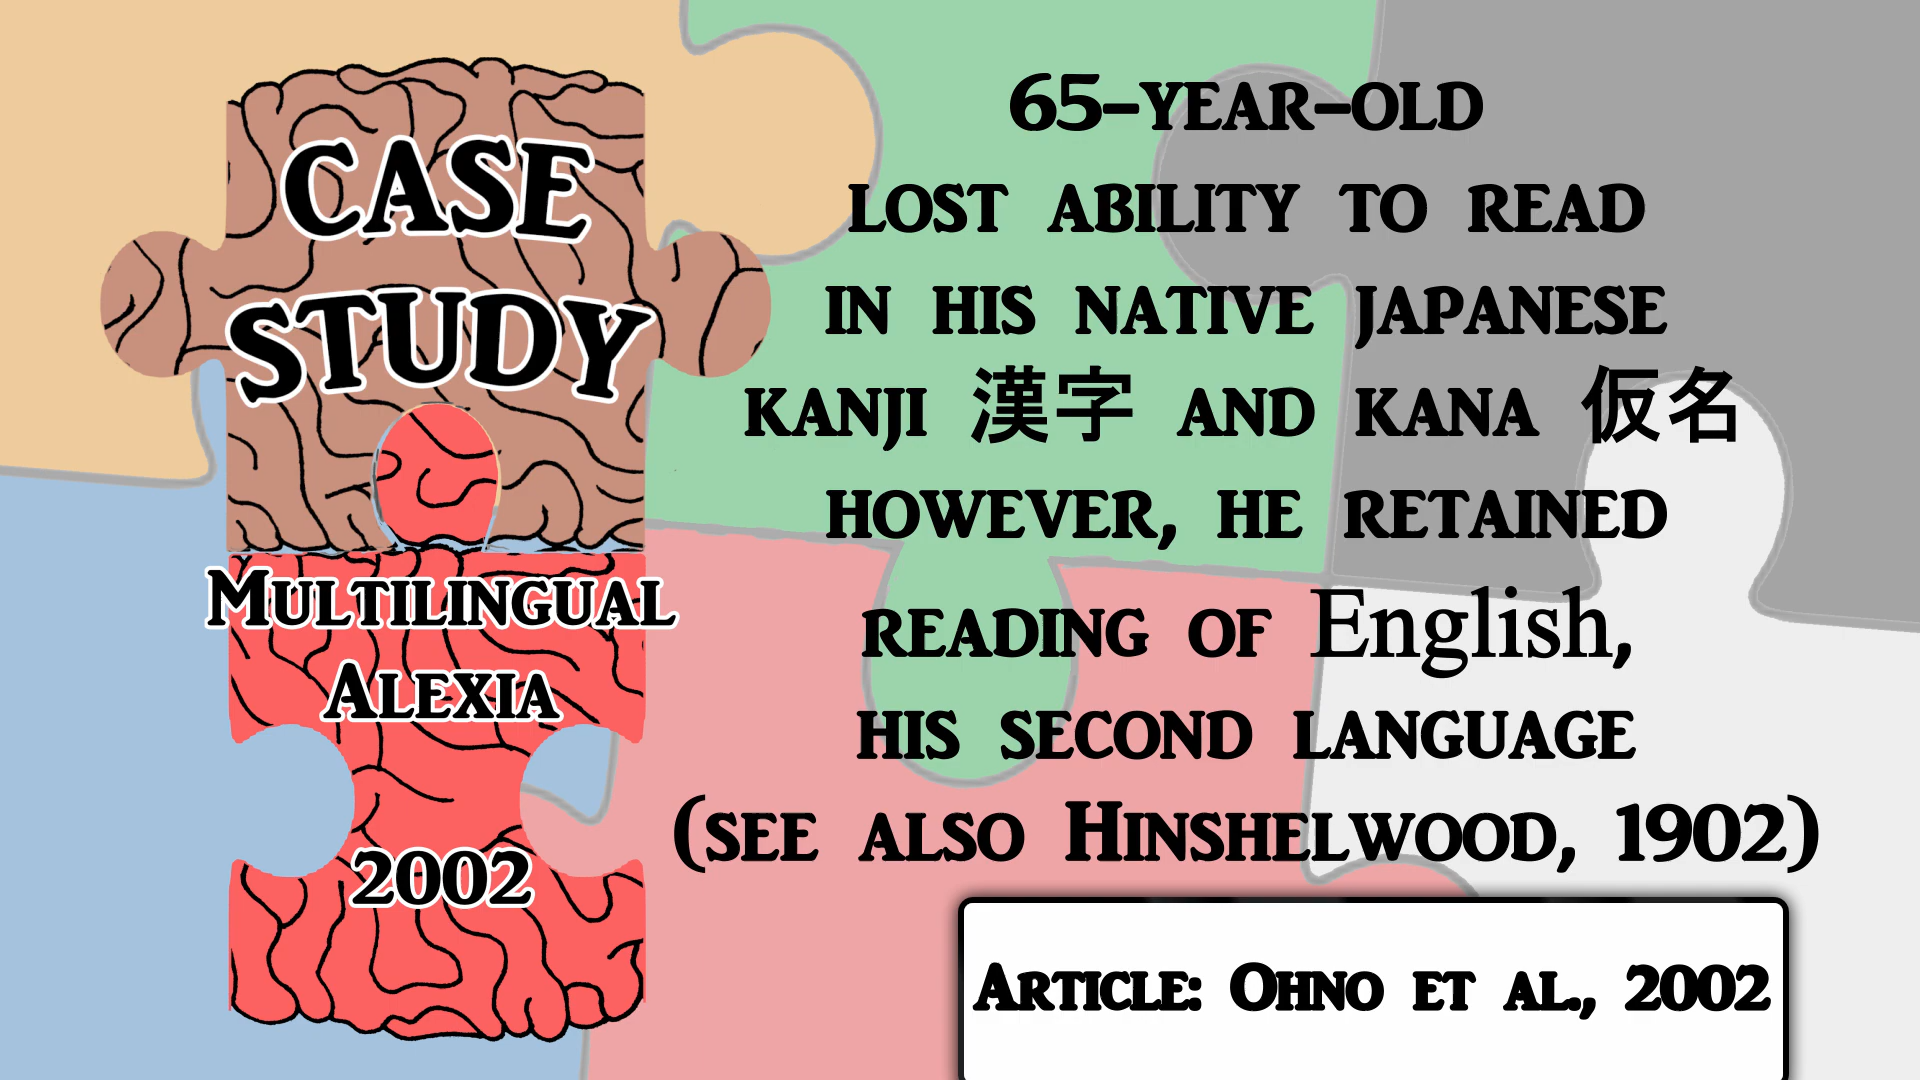 CASE
STUDY
MULTILINGUAL
ALEXIA
2002
65-YEAR-OLD
LOST ABILITY TO READ
IN HIS NATIVE JAPANESE
KANJI 漢字 AND KANA 仮名
HOWEVER, HE RETAINED
READING OF English,
HIS SECOND LANGUAGE
(SEE ALSO HINSHELWOOD, 1902)
ARTICLE: OHNO ET AL., 2002